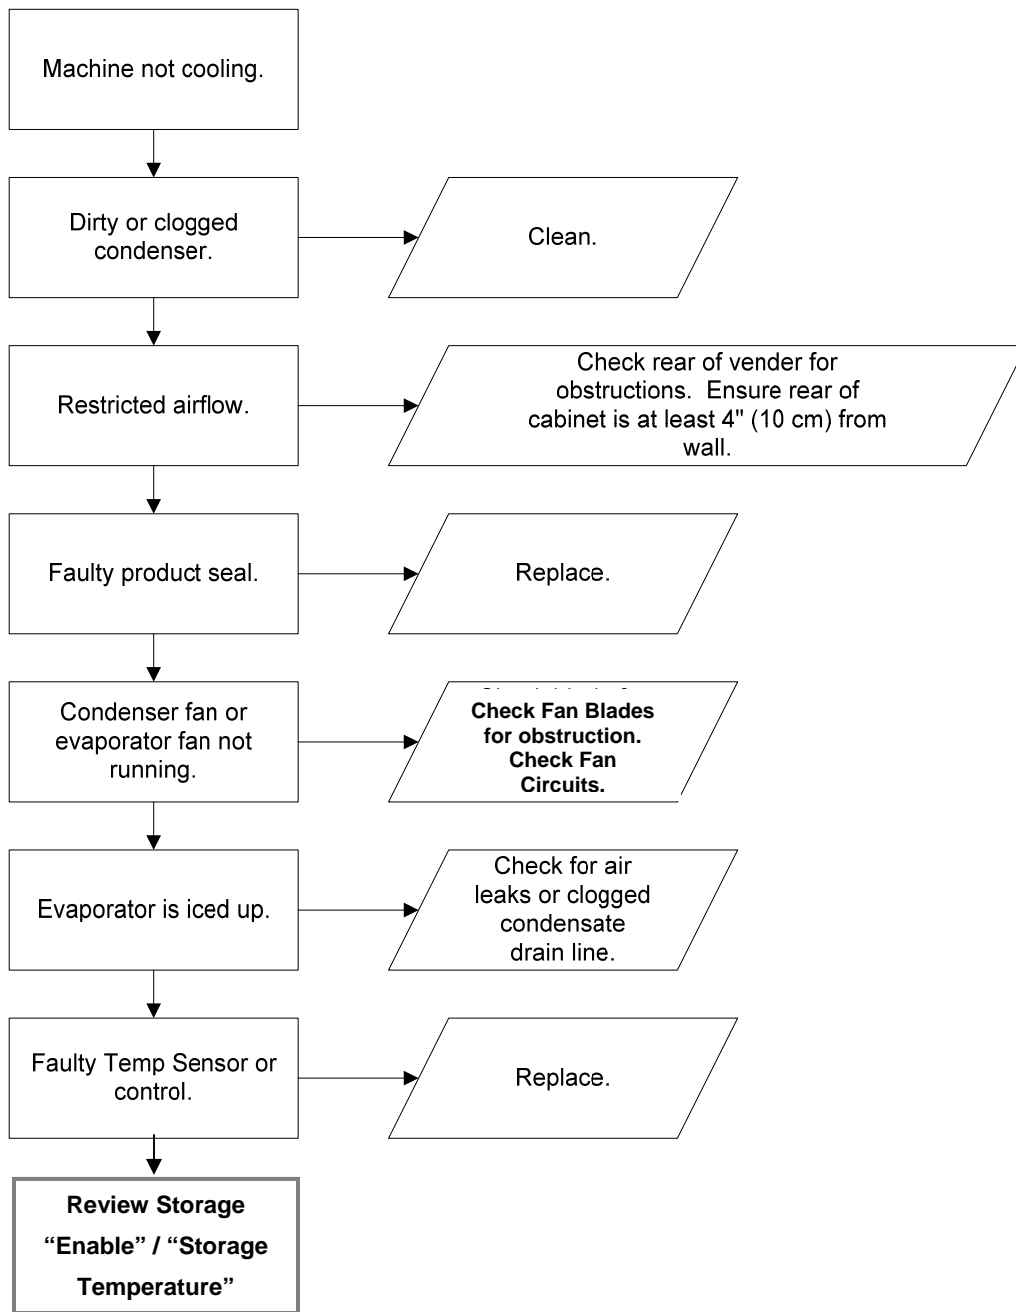 Machine not cooling.
Dirty or clogged
condenser.
Clean.
Restricted airflow.
Check rear of vender for
obstructions. Ensure rear of
cabinet is at least 4" (10 cm) from
wall.
Faulty product seal.
Replace.
Condenser fan or
evaporator fan not
running.
Check Fan Blades
for obstruction.
Check Fan
Circuits.
Evaporator is iced up.
Check for air
leaks or clogged
condensate
drain line.
Faulty Temp Sensor or
control.
Replace.
Review Storage
“Enable” / “Storage
Temperature”